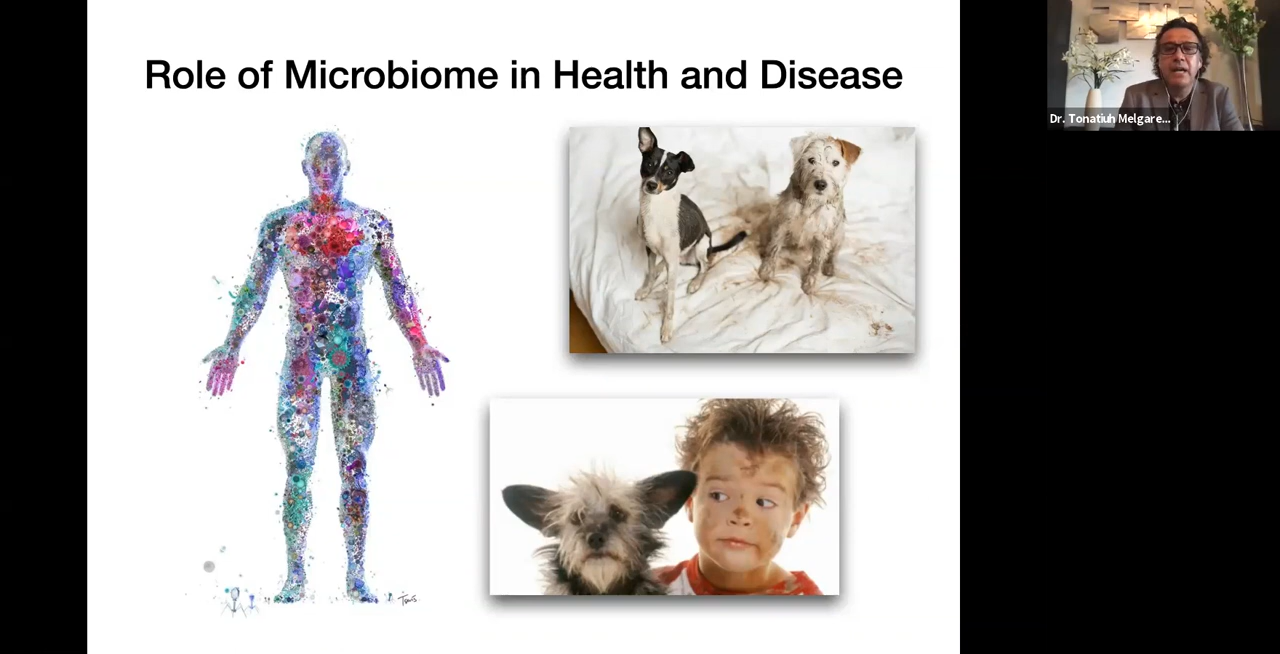 Role of Microbiome in Health and Disease
Dr. Tonatiuh Melgare...